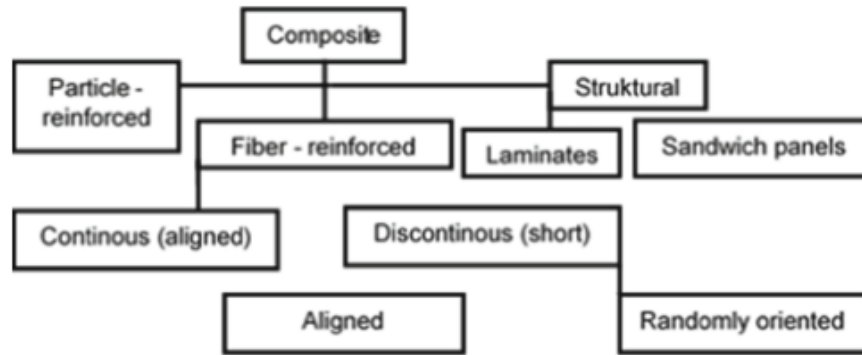 Composite
Particle -
reinforced
Struktural
Fiber - reinforced
Laminates
Sandwich panels
Continous (aligned)
Discontinous (short)
Aligned
Randomly oriented